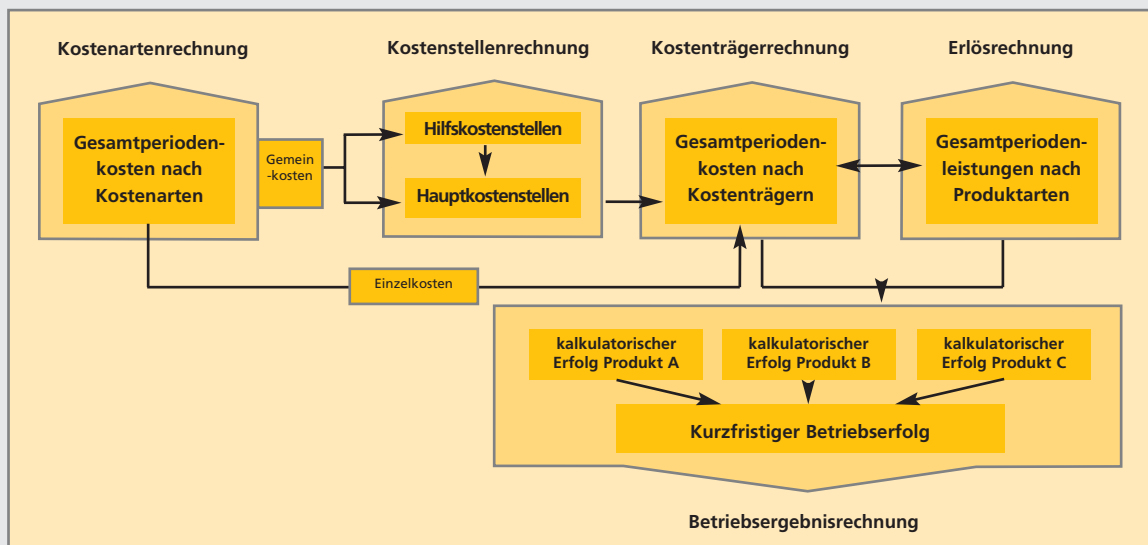 Kostenartenrechnung
Kostenstellenrechnung
Kostenträgerrechnung
Erlösrechnung
Gesamtperioden-
kosten nach
Kostenarten
Gemein
-kosten
Hilfskostenstellen
Hauptkostenstellen
Gesamtperioden-
kosten nach
Kostenträgern
Gesamtperioden-
leistungen nach
Produktarten
Einzelkosten
kalkulatorischer
Erfolg Produkt A
kalkulatorischer
Erfolg Produkt B
kalkulatorischer
Erfolg Produkt C
Kurzfristiger Betriebserfolg
Betriebsergebnisrechnung